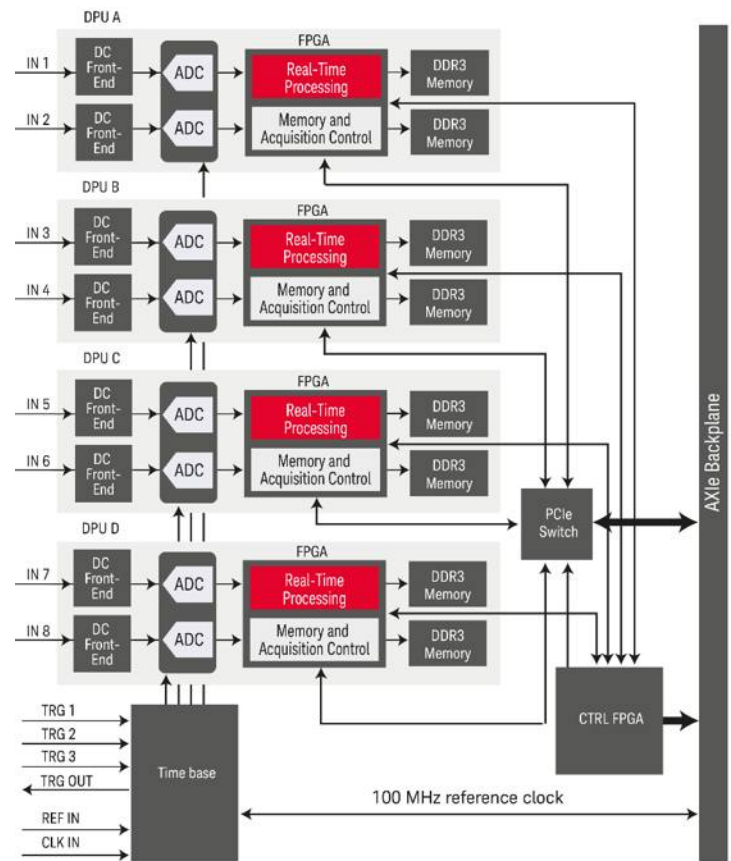 DPU A
FPGA
IN 1
DC
Front-
End
ADC
Real-Time
Processing
DDR3
Memory
IN 2
DC
Front-
End
ADC
Memory and
Acquisition Control
DDR3
Memory
DPU B
FPGA
IN 3
DC
Front-
End
ADC
Real-Time
Processing
DDR3
Memory
IN 4
DC
Front-
End
ADC
Memory and
Acquisition Control
DDR3
Memory
DPU C
FPGA
IN 5
DC
Front-
End
ADC
Real-Time
Processing
DDR3
Memory
IN 6
DC
Front-
End
ADC
Memory and
Acquisition Control
DDR3
Memory
PCIe
Switch
AXIe Backplane
DPU D
FPGA
IN 7
DC
Front-
End
ADC
Real-Time
Processing
DDR3
Memory
IN 8
DC
Front-
End
ADC
Memory and
Acquisition Control
DDR3
Memory
TRG 1
TRG 2
TRG 3
TRG OUT
REF IN
CLK IN
Time base
CTRL FPGA
100 MHz reference clock